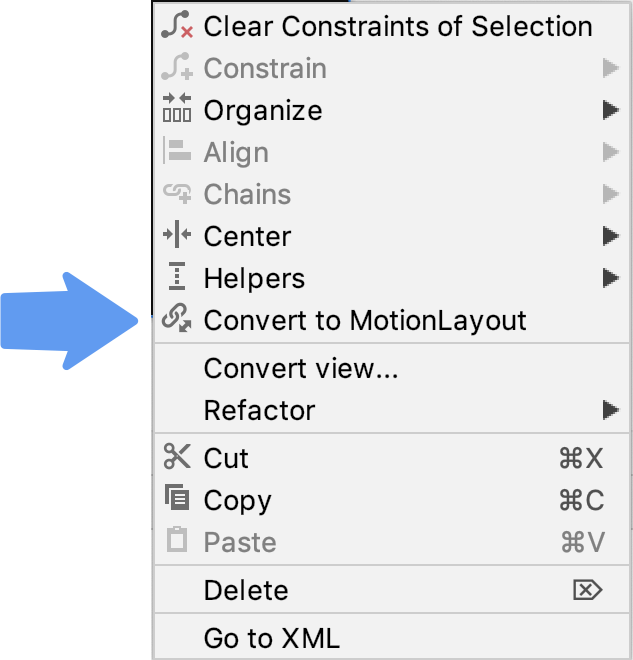 Clear Constraints of Selection
Constrain
Organize
Align
Chains
Center
Helpers
Convert to MotionLayout
Convert view...
Refactor
Cut ⌘X
Copy ⌘C
Paste ⌘V
Delete ⌦
Go to XML